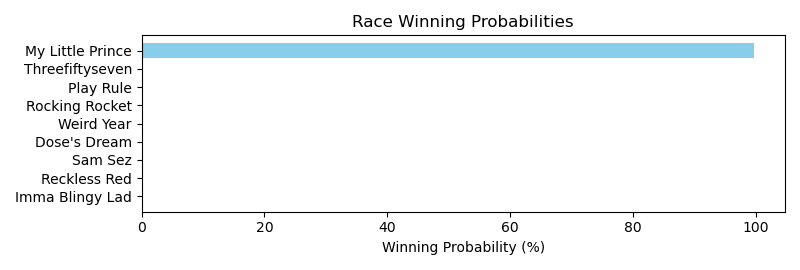 Race Winning Probabilities
My Little Prince
Threefiftyseven
Play Rule
Rocking Rocket
Weird Year
Dose's Dream
Sam Sez
Reckless Red
Imma Blingy Lad
0 20 40 60 80 100
Winning Probability (%)